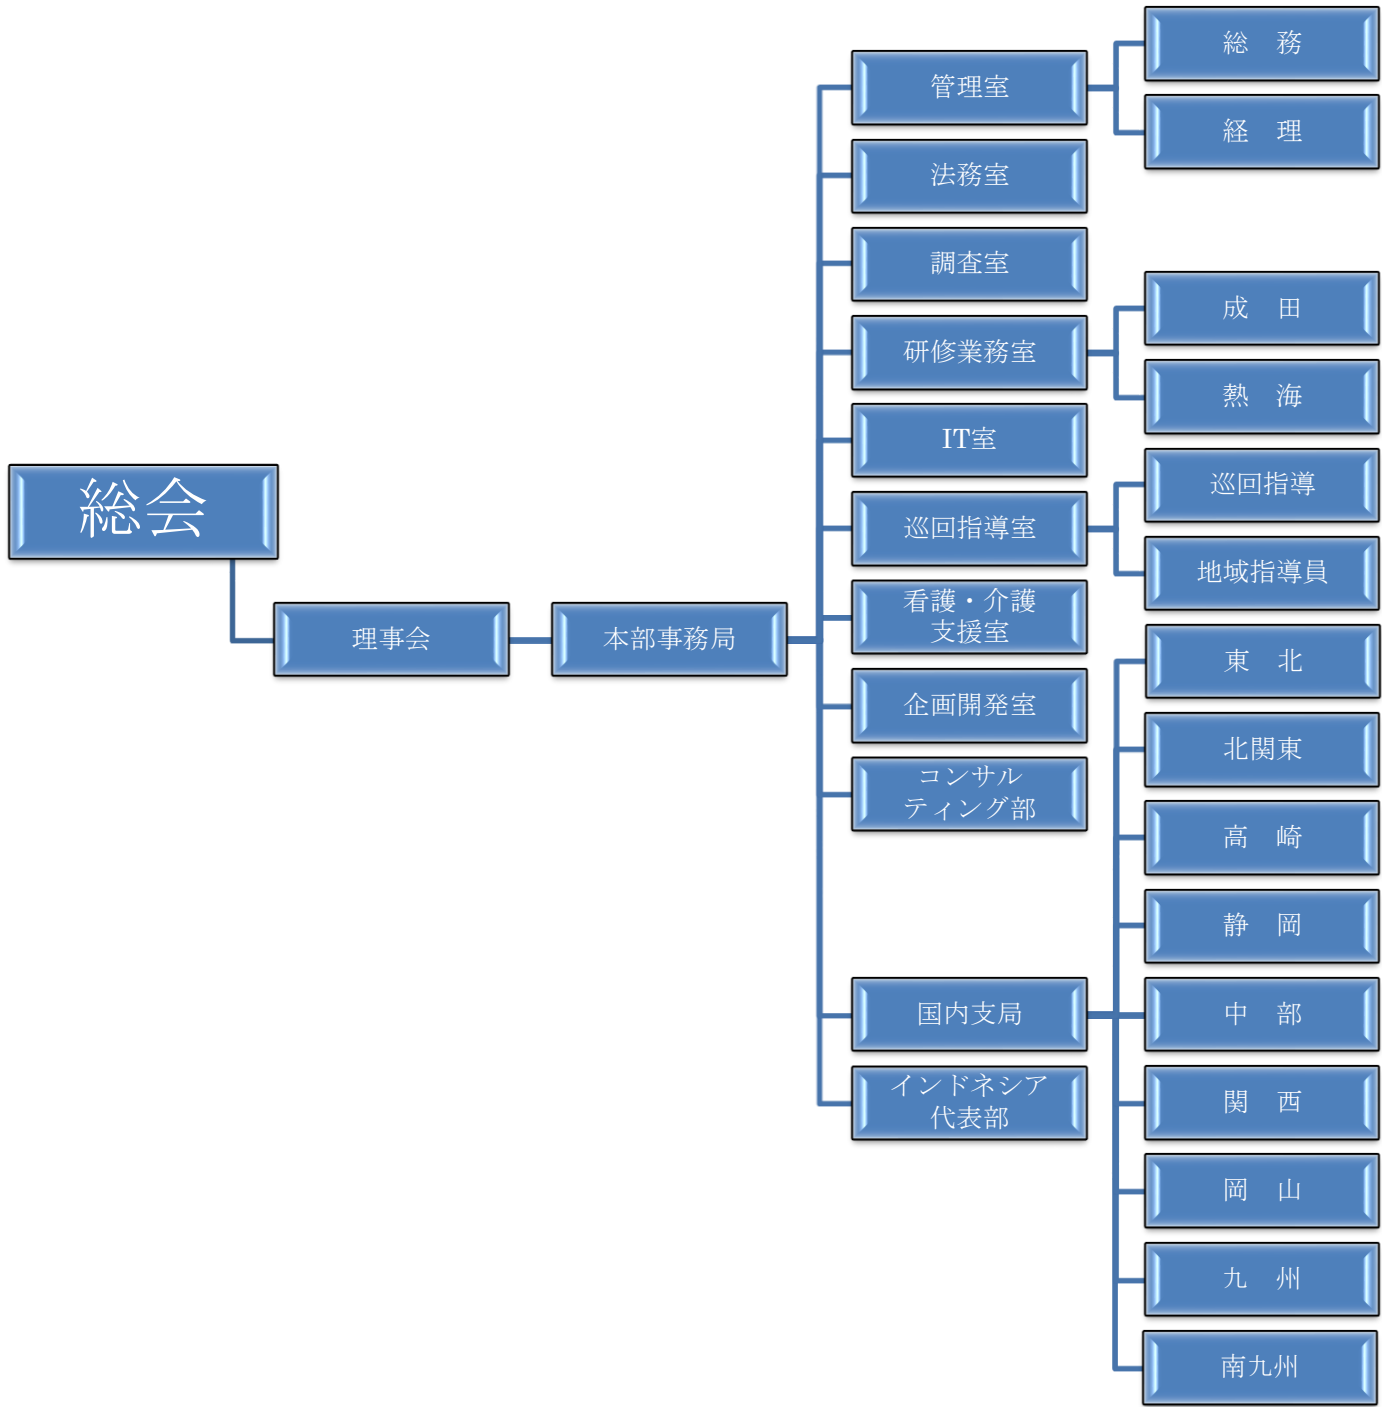 総会
理事会
本部事務局
管理室
総　務
経　理
法務室
調査室
研修業務室
成　田
熱　海
IT室
巡回指導室
巡回指導
地域指導員
看護・介護
支援室
企画開発室
コンサル
ティング部
国内支局
東　北
北関東
高　崎
静　岡
中　部
関　西
岡　山
九　州
南九州
インドネシア
代表部